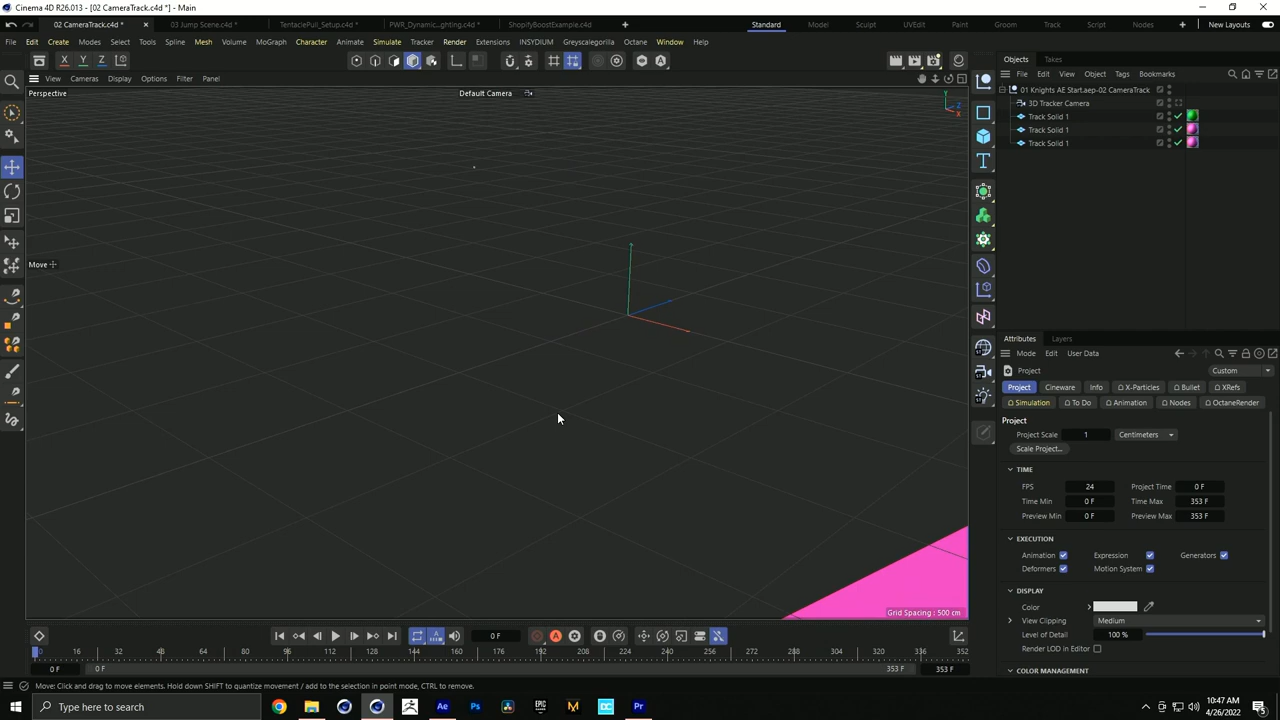 Cinema 4D R26.013 - [02 CameraTrack.c4d *] - Main
02 CameraTrack.c4d *
03 Jump Scene.c4d *
TentaclePull_Setup.c4d *
PWR_Dynamic...ghting.c4d *
ShopifyBoostExample.c4d
Standard
Model
Sculpt
UVEdit
Paint
Groom
Track
Script
Nodes
New Layouts
File Edit Create Modes Select Tools Spline Mesh Volume MoGraph Character Animate Simulate Tracker Render Extensions INSYDIUM Greyscalegorilla Octane Window Help
X Y Z
View Cameras Display Options Filter Panel
Perspective
Default Camera
Y
Z
X
Move
Grid Spacing : 500 cm
Objects Takes
File Edit View Object Tags Bookmarks
01 Knights AE Start.aep-02 CameraTrack
3D Tracker Camera
Track Solid 1
Track Solid 1
Track Solid 1
Attributes Layers
Mode Edit User Data
Project
Custom
Project Cineware Info X-Particles Bullet XRefs
Simulation To Do Animation Nodes OctaneRender
Project
Project Scale 1 Centimeters
Scale Project...
TIME
FPS 24 Project Time 0 F
Time Min 0 F Time Max 353 F
Preview Min 0 F Preview Max 353 F
EXECUTION
Animation Expression Generators
Deformers Motion System
DISPLAY
Color
View Clipping Medium
Level of Detail 100 %
Render LOD in Editor
COLOR MANAGEMENT
0 F
0 16 32 48 64 80 96 112 128 144 160 176 192 208 224 240 256 272 288 304 320 336 352
0 F 0 F 353 F 353 F
Move: Click and drag to move elements. Hold down SHIFT to quantize movement / add to the selection in point mode, CTRL to remove.
Type here to search
Ae
Ps
EPIC
M
DC
Pr
10:47 AM
4/26/2022